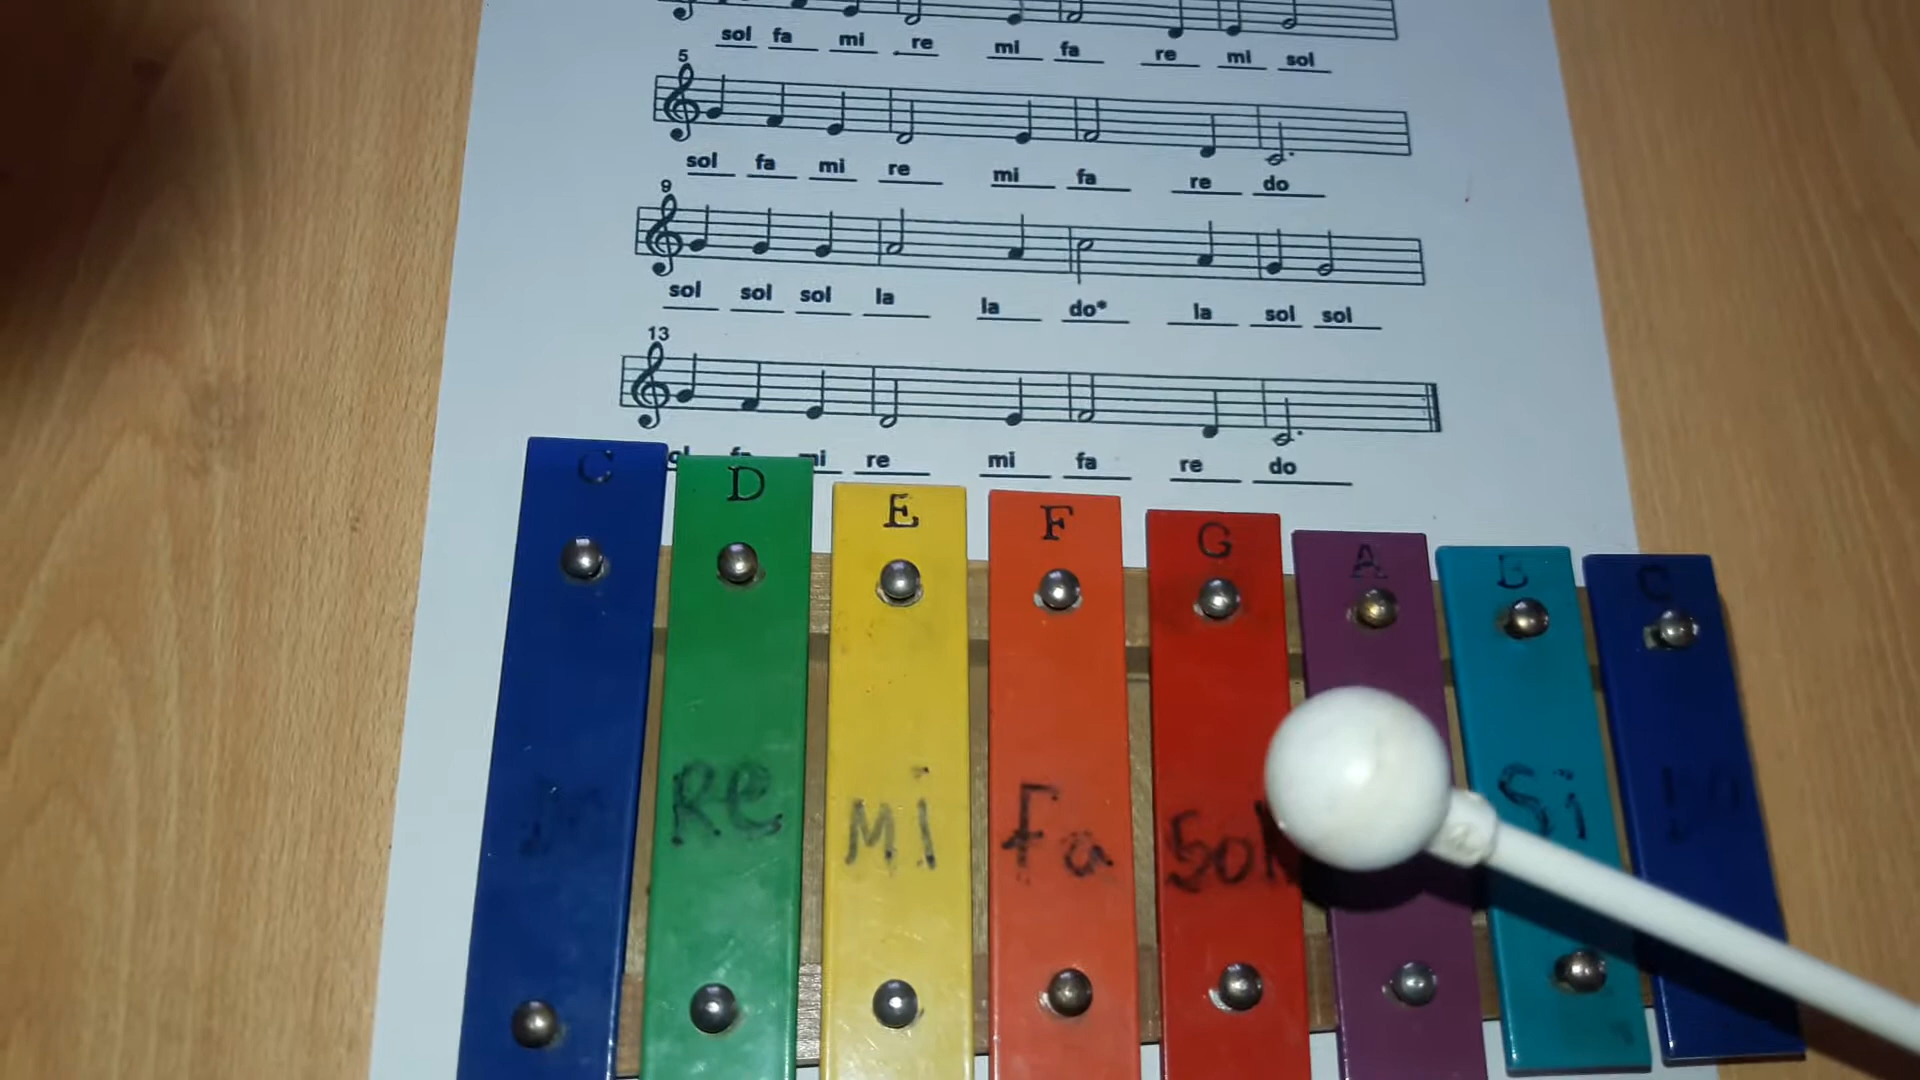 sol fa mi re mi fa re mi sol
5
sol fa mi re mi fa re do
9
sol sol sol la la do* la sol sol
13
re mi fa re do
C D E F G A B C
Re Mi Fa Sol Si